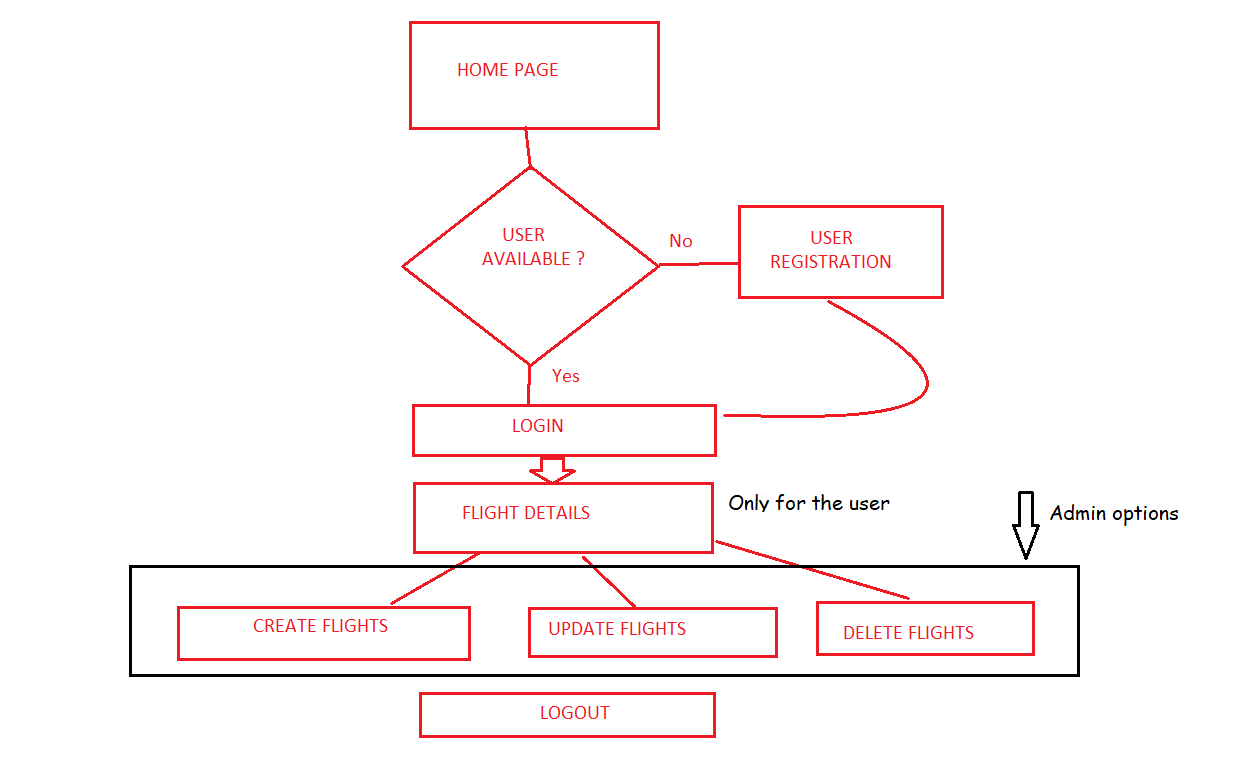 HOME PAGE
USER
AVAILABLE ?
No
USER
REGISTRATION
Yes
LOGIN
FLIGHT DETAILS
Only for the user
Admin options
CREATE FLIGHTS
UPDATE FLIGHTS
DELETE FLIGHTS
LOGOUT